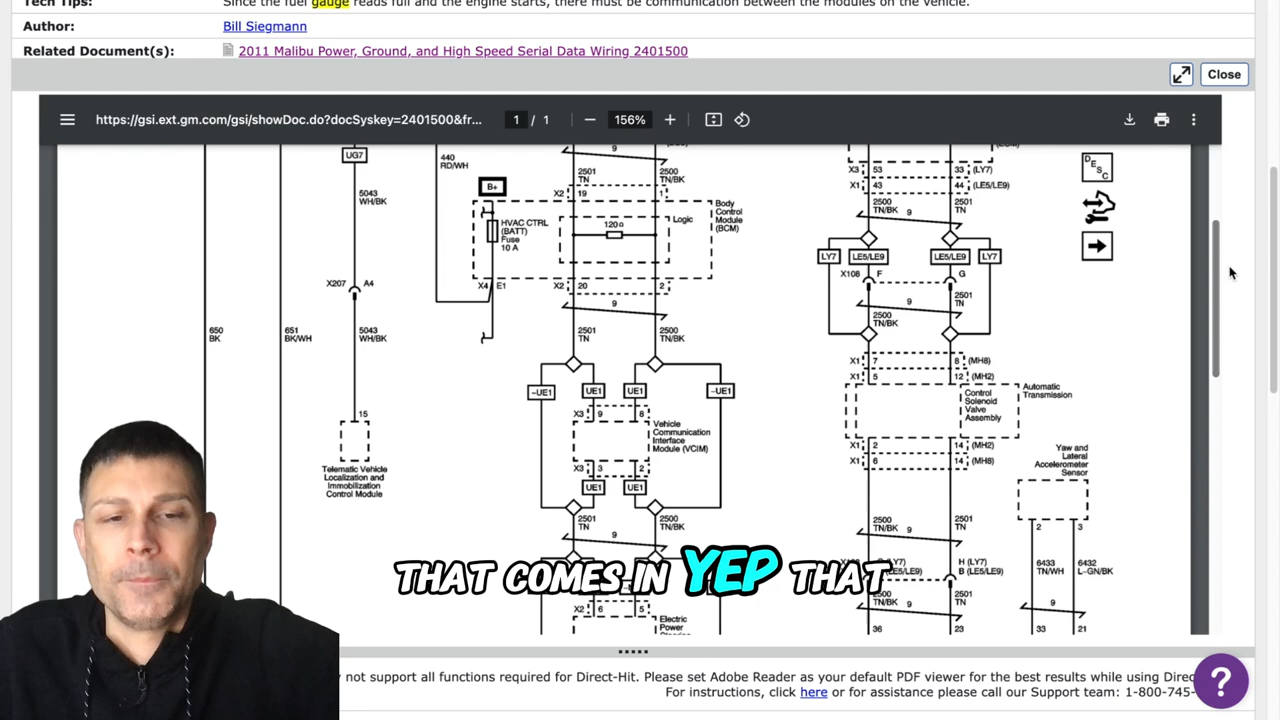 Tech Tips:
Since the fuel gauge reads full and the engine starts, there must be communication between the modules on the vehicle.
Author:
Bill Siegmann
Related Document(s):
2011 Malibu Power, Ground, and High Speed Serial Data Wiring 2401500
Close
https://gsi.ext.gm.com/gsi/showDoc.do?docSyskey=2401500&fr...
1 / 1
156%
UG7
5043
WH/BK
X207
A4
5043
WH/BK
650
BK
651
BK/WH
15
Telematic Vehicle
Localization and
Immobilization
Control Module
440
RD/WH
B+
HVAC CTRL
(BATT)
Fuse
10 A
X4
E1
9
2501
TN
2500
TN/BK
X2
19
1
120Ω
Logic
Body
Control
Module
(BCM)
X2
20
2
9
2501
TN
2500
TN/BK
-UE1
UE1
UE1
-UE1
X3
9
8
Vehicle
Communication
Interface
Module (VCIM)
X3
3
2
UE1
UE1
2501
TN
2500
TN/BK
9
X2
6
5
Electric
Power
X3
53
33
(LY7)
X1
43
44
(LE5/LE9)
2500
TN/BK
9
2501
TN
LY7
LE5/LE9
LE5/LE9
LY7
X108
F
G
9
2501
TN
2500
TN/BK
X1
7
8
(MH8)
X1
5
12
(MH2)
Control
Solenoid
Valve
Assembly
Automatic
Transmission
X1
2
14
(MH2)
X1
6
14
(MH8)
2500
TN/BK
9
2501
TN
H (LY7)
B (LE5/LE9)
2500
TN/BK
9
2501
TN
36
23
Yaw and
Lateral
Accelerometer
Sensor
2
3
6433
TN/WH
6432
L-GN/BK
9
33
21
DESC
THAT COMES IN YEP THAT
not support all functions required for Direct-Hit. Please set Adobe Reader as your default PDF viewer for the best results while using Direc
For instructions, click here or for assistance please call our Support team: 1-800-745-
?